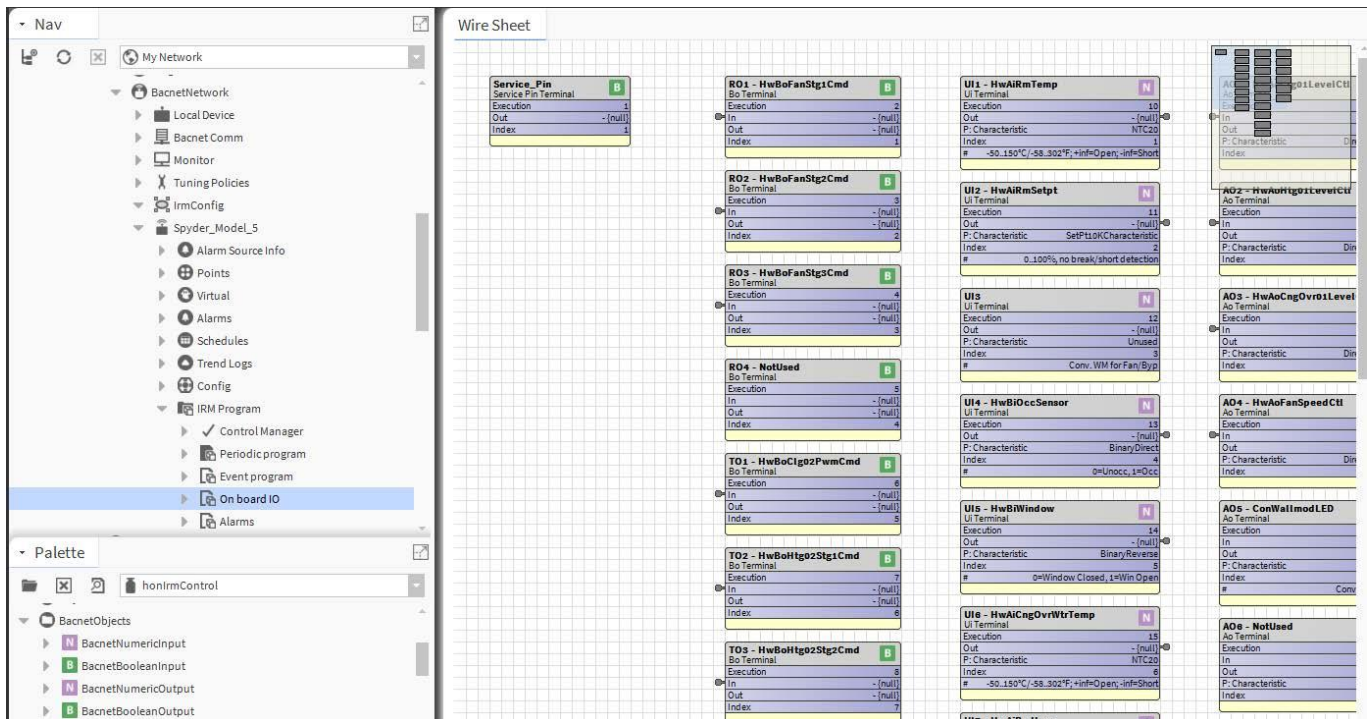 Nav
My Network
BacnetNetwork
Local Device
Bacnet Comm
Monitor
Tuning Policies
IrmConfig
Spyder_Model_5
Alarm Source Info
Points
Virtual
Alarms
Schedules
Trend Logs
Config
IRM Program
Control Manager
Periodic program
Event program
On board IO
Alarms
Palette
honIrmControl
BacnetObjects
N BacnetNumericInput
B BacnetBooleanInput
N BacnetNumericOutput
B BacnetBooleanOutput
Wire Sheet
Service_Pin B
Service Pin Terminal
Execution 1
Out - {null}
Index 1
RO1 - HwBoFanStg1Cmd B
Bo Terminal
Execution 2
In - {null}
Out - {null}
Index 1
RO2 - HwBoFanStg2Cmd B
Bo Terminal
Execution 3
In - {null}
Out - {null}
Index 2
RO3 - HwBoFanStg3Cmd B
Bo Terminal
Execution 4
In - {null}
Out - {null}
Index 3
RO4 - NotUsed B
Bo Terminal
Execution 5
In - {null}
Out - {null}
Index 4
TO1 - HwBoClg02PwmCmd B
Bo Terminal
Execution 6
In - {null}
Out - {null}
Index 5
TO2 - HwBoHtg02Stg1Cmd B
Bo Terminal
Execution 7
In - {null}
Out - {null}
Index 6
TO3 - HwBoHtg02Stg2Cmd B
Bo Terminal
Execution 8
In - {null}
Out - {null}
Index 7
UI1 - HwAiRmTemp N
Ui Terminal
Execution 10
Out - {null}
P: Characteristic NTC20
Index 1
# -50..150°C/-58..302°F; +inf=Open; -inf=Short
UI2 - HwAiRmSetpt N
Ui Terminal
Execution 11
Out - {null}
P: Characteristic SetPt10KCharacteristic
Index 2
# 0..100%, no break/short detection
UI3 N
Ui Terminal
Execution 12
Out - {null}
P: Characteristic Unused
Index 3
# Conv. WM for Fan/Byp
UI4 - HwBiOccSensor N
Ui Terminal
Execution 13
Out - {null}
P: Characteristic BinaryDirect
Index 4
# 0=Unocc, 1=Occ
UI5 - HwBiWindow N
Ui Terminal
Execution 14
Out - {null}
P: Characteristic BinaryReverse
Index 5
# 0=Window Closed, 1=Win Open
UI6 - HwAiCngOvrWtrTemp N
Ui Terminal
Execution 15
Out - {null}
P: Characteristic NTC20
Index 6
# -50..150°C/-58..302°F; +inf=Open; -inf=Short
Execution
In
Out
P: Characteristic
Index
AO2 - HwAoHtg01LevelCtl
Ao Terminal
Execution
In
Out
P: Characteristic Dir
Index
AO3 - HwAoCngOvr01Level
Ao Terminal
Execution
In
Out
P: Characteristic Dir
Index
AO4 - HwAoFanSpeedCtl
Ao Terminal
Execution
In
Out
P: Characteristic Dir
Index
AO5 - ConWallmodLED
Ao Terminal
Execution
In
Out
P: Characteristic
Index
# Conv
AO6 - NotUsed
Ao Terminal
Execution
In
Out
P: Characteristic
Index